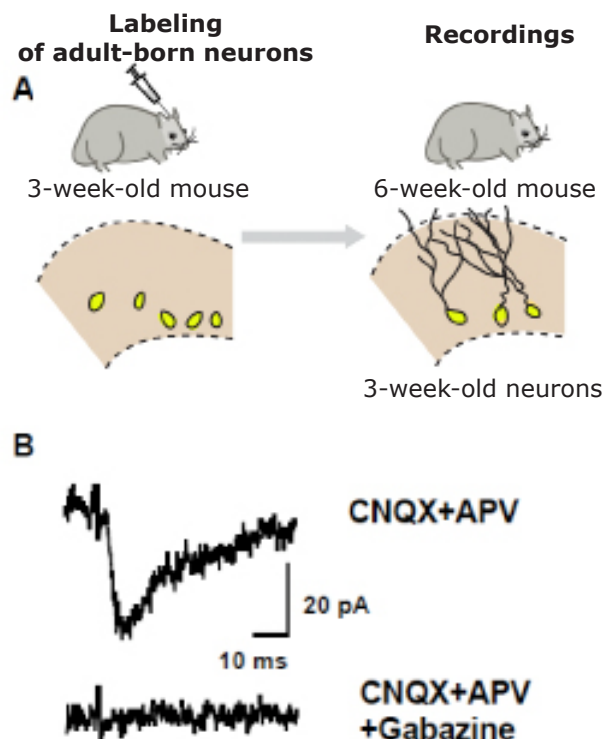 Labeling
of adult-born neurons
Recordings
A
3-week-old mouse
6-week-old mouse
3-week-old neurons
B
CNQX+APV
20 pA
10 ms
CNQX+APV
+Gabazine